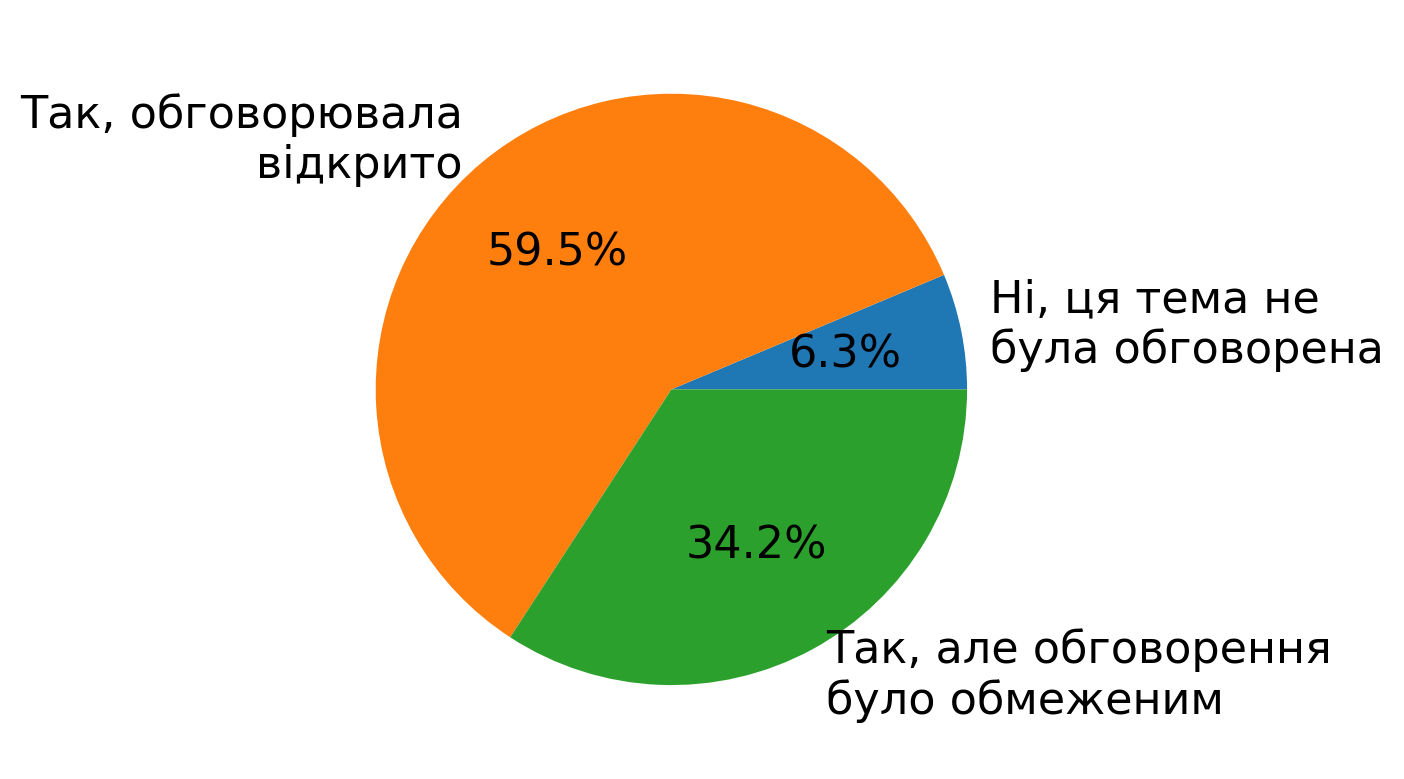 Так, обговорювала
відкрито
59.5%
Ні, ця тема не
була обговорена
6.3%
34.2%
Так, але обговорення
було обмеженим